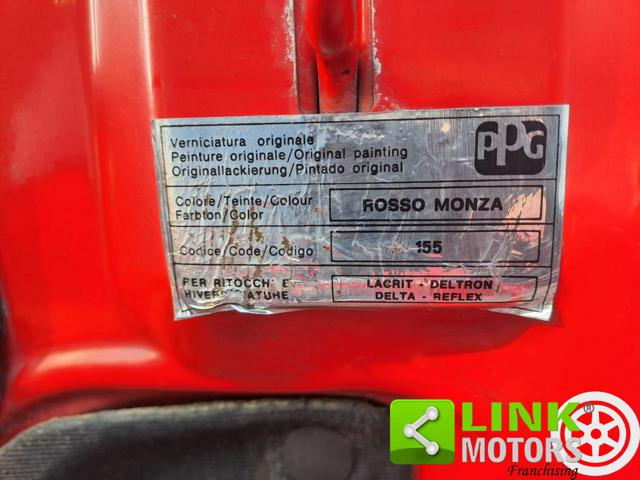 Verniciatura originale
Peinture originale/Original painting
Originallackierung/Pintado original
PPG
Colore/Teinte/Colour
Farbton/Color
ROSSO MONZA
Codice/Code/Codigo
155
PER RITOCCHI E
LACRIT - DELTRON
DELTA - REFLEX
LINK
MOTORS
Franchising
®